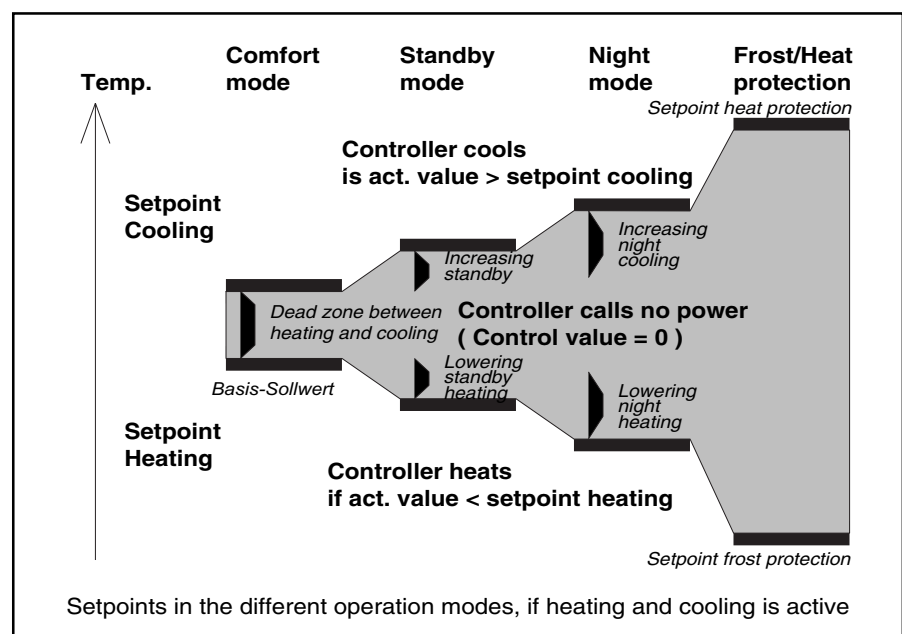 Comfort
mode
Standby
mode
Night
mode
Frost/Heat
protection
Temp.
Setpoint heat protection
Controller cools
is act. value > setpoint cooling
Setpoint
Cooling
Increasing
standby
Increasing
night
cooling
Dead zone between
heating and cooling
Controller calls no power
( Control value = 0 )
Basis-Sollwert
Lowering
standby
heating
Lowering
night
heating
Setpoint
Heating
Controller heats
if act. value < setpoint heating
Setpoint frost protection
Setpoints in the different operation modes, if heating and cooling is active